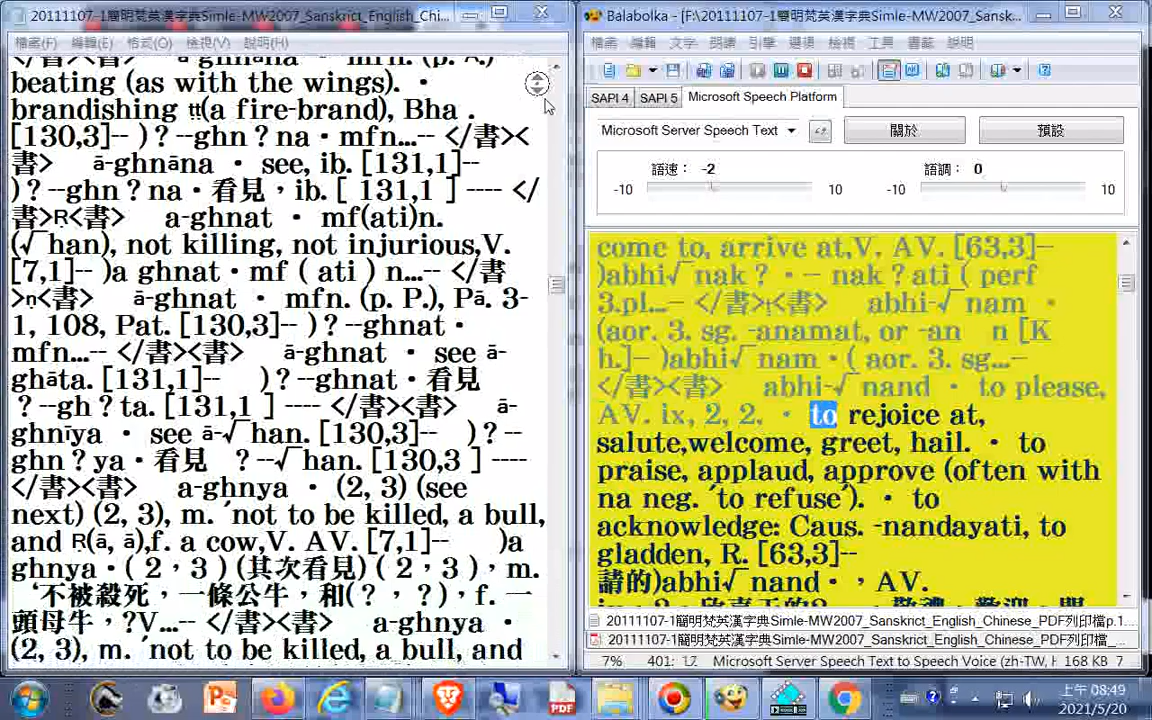 20111107-1簡明梵英漢字典Simle-MW2007_Sanskrict_English_Chi...
檔案(F) 編輯(E) 格式(O) 檢視(V) 說明(H)
beating (as with the wings). •
brandishing (a fire-brand), Bha .
[130,3]-- )? --ghn ? na • mfn...-- </書><
書> ā-ghnāna • see, ib. [131,1]--
)? --ghn ? na • 看見，ib. [ 131,1 ] ---- </
書>R<書> a-ghnat • mf(ati)n.
(√han), not killing, not injurious,V.
[7,1]-- )a ghnat • mf ( ati ) n...-- </書
>ṇ<書> ā-ghnat • mfn. (p. P.), Pā. 3-
1, 108, Pat. [130,3]-- )? --ghnat •
mfn...-- </書><書> ā-ghnat • see ā-
ghāta. [131,1]-- )? --ghnat • 看見
? --gh ? ta. [131,1 ] ---- </書><書> ā-
ghnīya • see ā-√han. [130,3]-- )? --
ghn ? ya • 看見 ? --√han. [130,3 ] ----
</書><書> a-ghnya • (2, 3) (see
next) (2, 3), m. 'not to be killed, a bull,
and R(ā, ā),f. a cow,V. AV. [7,1]-- )a
ghnya • ( 2，3 ) (其次看見) ( 2，3 )，m.
‘不被殺死，一條公牛，和(？，？)，f. 一
頭母牛，?V...-- </書><書> a-ghnya •
(2, 3), m. 'not to be killed, a bull, and
Balabolka - [F:\20111107-1簡明梵英漢字典Simle-MW2007_Sansk...
檔案 編輯 文字 朗讀 引擎 選項 檢視 工具 書籤 說明
SAPI 4 SAPI 5 Microsoft Speech Platform
Microsoft Server Speech Text 關於 預設
語速： -2 語調： 0
-10 10 -10 10
come to, arrive at,V. AV. [63,3]--
)abhi√nak ? • — nak ? ati ( perf
3.pl...-- </書><書> abhi-√nam •
(aor. 3. sg. -anamat, or -an n [K
h.]-- )abhi√nam • ( aor. 3. sg...--
</書><書> abhi-√nand • to please,
AV. ix, 2, 2. • to rejoice at,
salute,welcome, greet, hail. • to
praise, applaud, approve (often with
na neg. 'to refuse'). • to
acknowledge: Caus. -nandayati, to
gladden, R. [63,3]--
請的)abhi√nand •，AV.
20111107-1簡明梵英漢字典Simle-MW2007_Sanskrict_English_Chinese_PDF列印檔p.1...
20111107-1簡明梵英漢字典Simle-MW2007_Sanskrict_English_Chinese_PDF列印檔...
7% 401: 17 Microsoft Server Speech Text to Speech Voice (zh-TW, H 168 KB 7
上午 08:49
2021/5/20